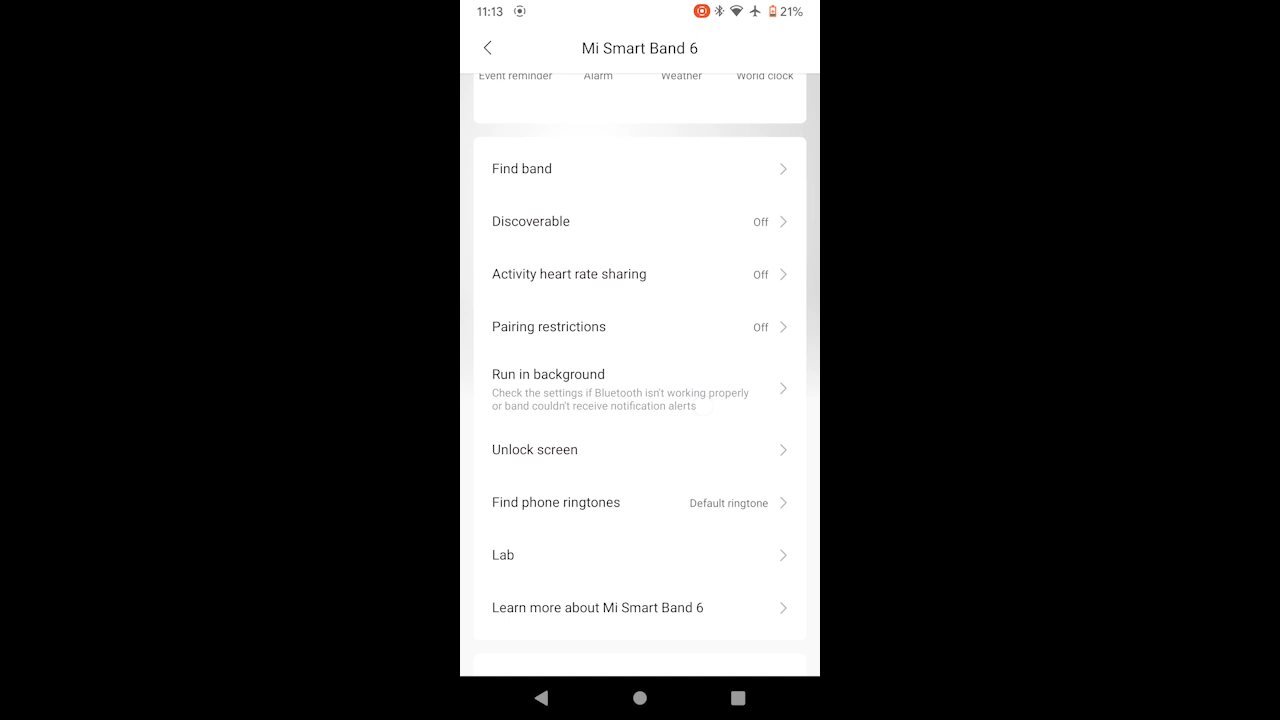 11:13
21%
Mi Smart Band 6
Event reminder Alarm Weather World clock
Find band
Discoverable Off
Activity heart rate sharing Off
Pairing restrictions Off
Run in background
Check the settings if Bluetooth isn't working properly
or band couldn't receive notification alerts
Unlock screen
Find phone ringtones Default ringtone
Lab
Learn more about Mi Smart Band 6